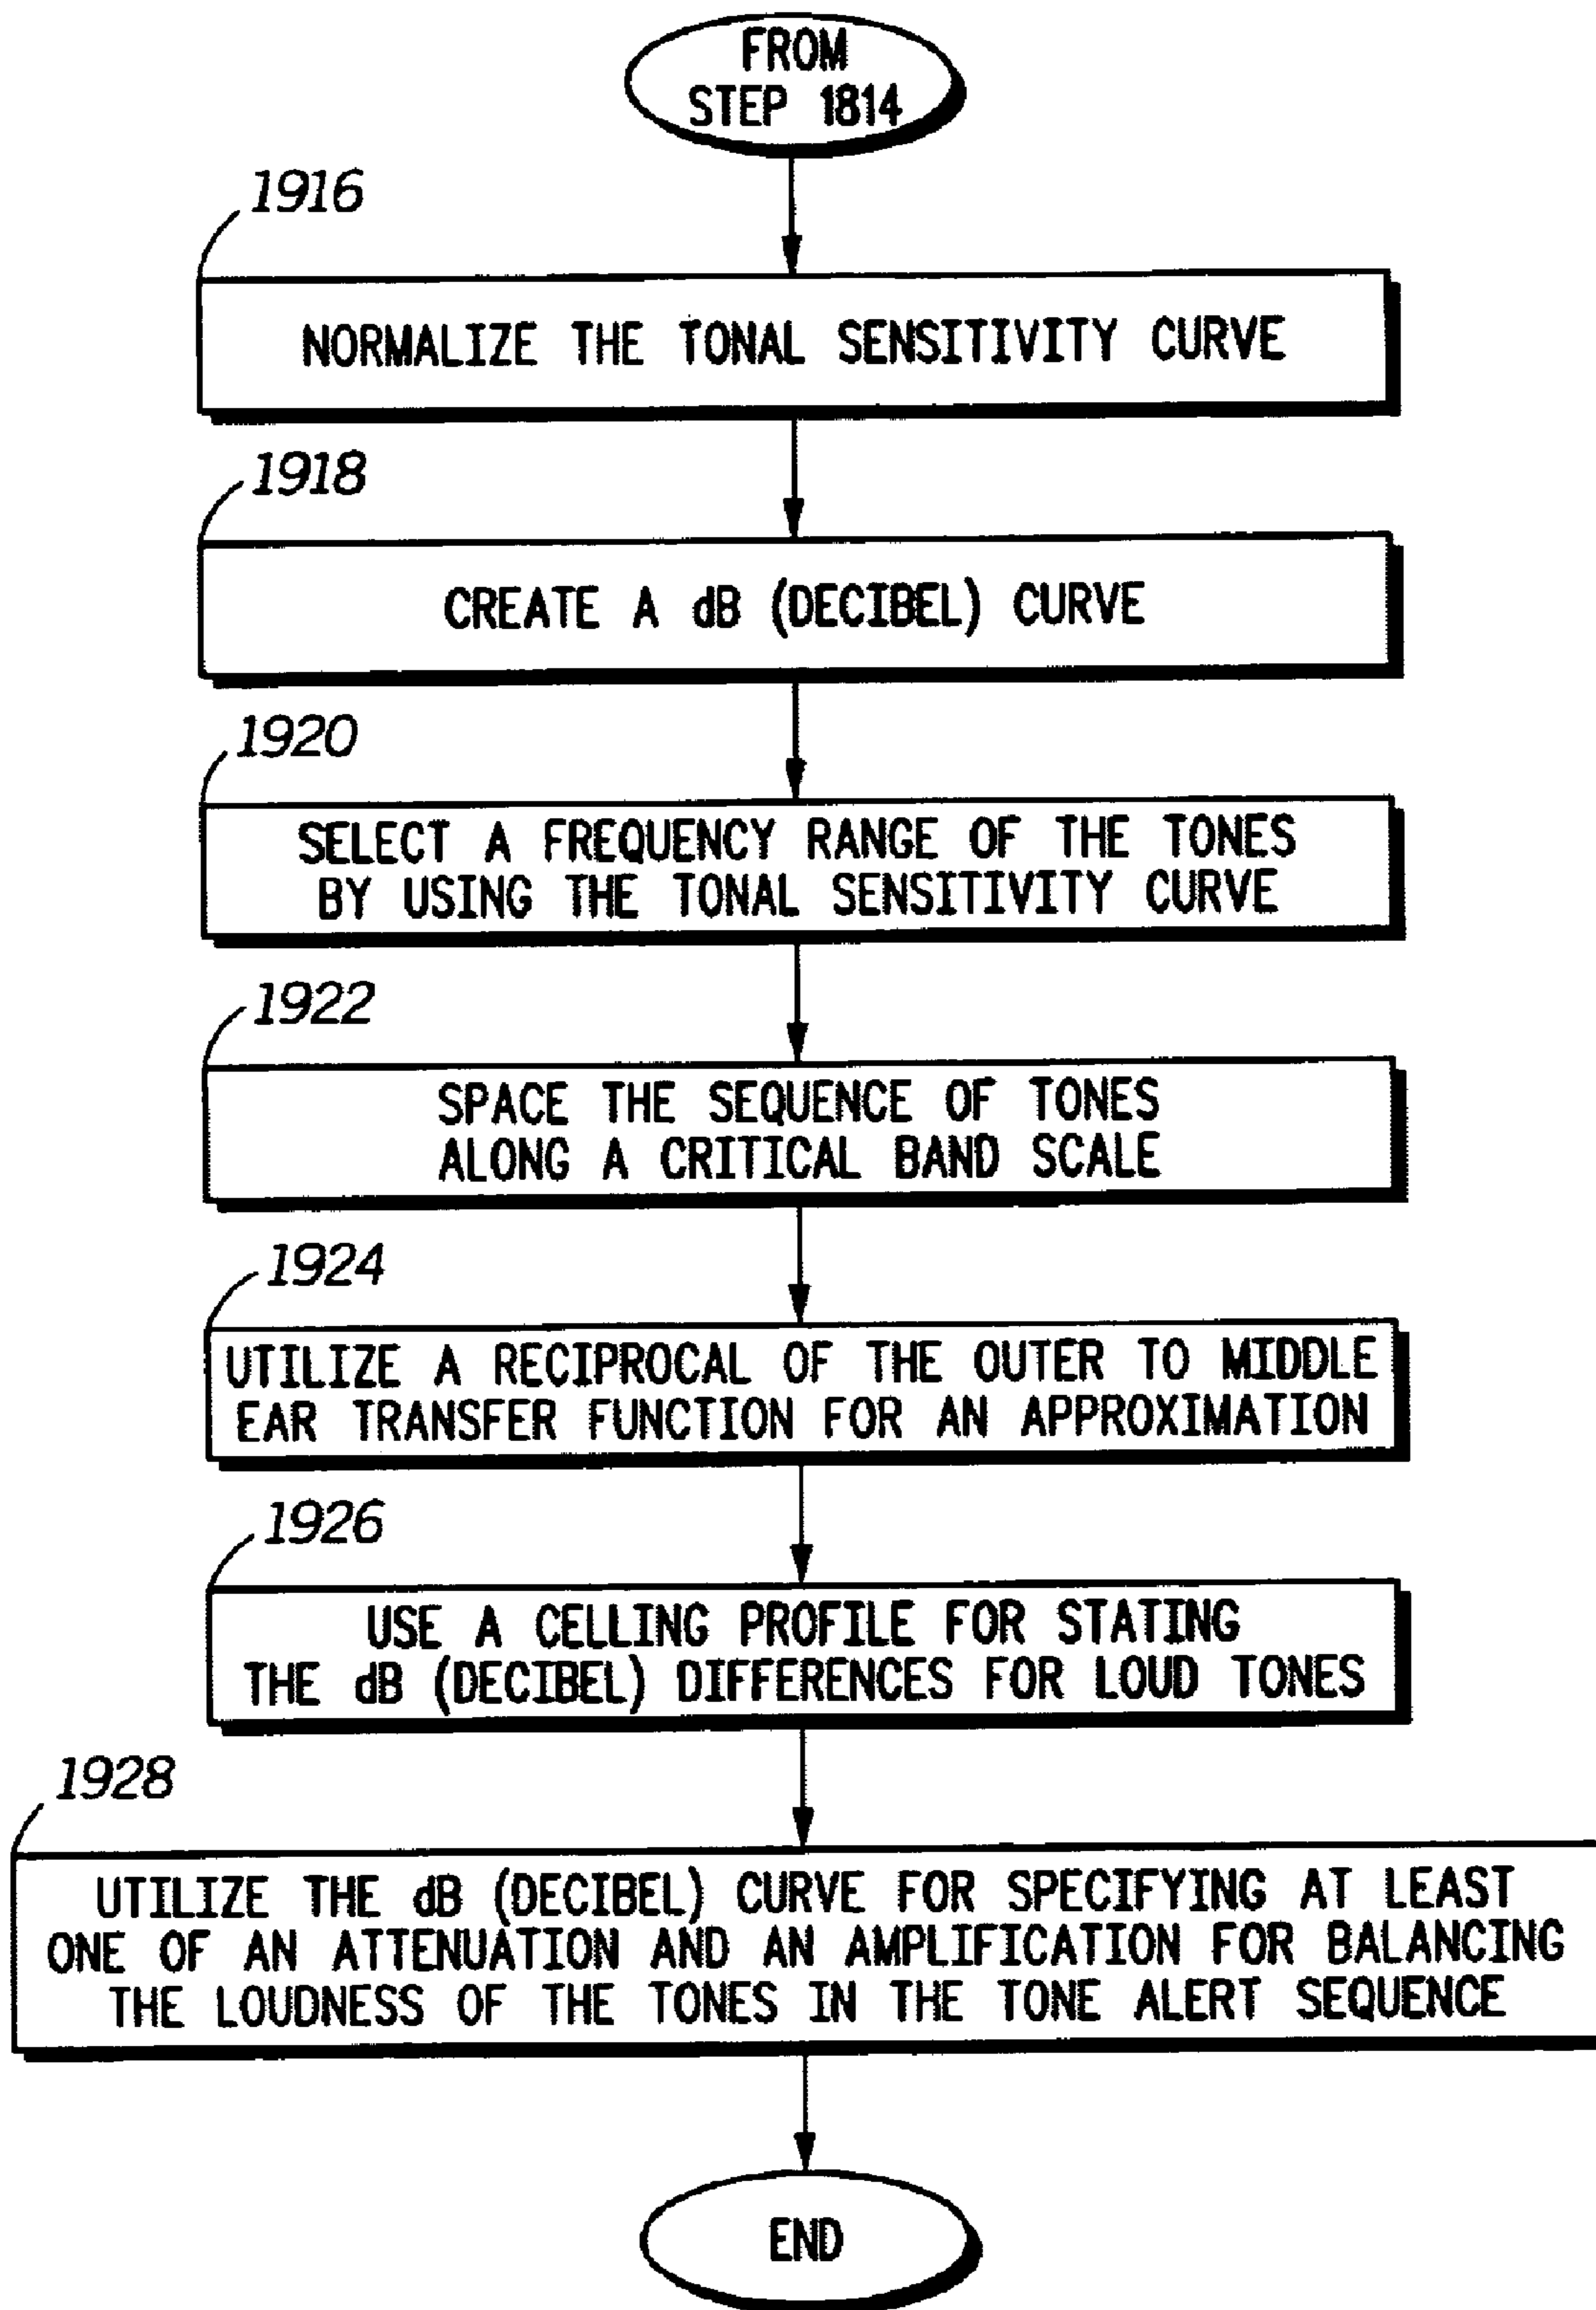 FROM
STEP 1814
1916
NORMALIZE THE TONAL SENSITIVITY CURVE
1918
CREATE A dB (DECIBEL) CURVE
1920
SELECT A FREQUENCY RANGE OF THE TONES
BY USING THE TONAL SENSITIVITY CURVE
1922
SPACE THE SEQUENCE OF TONES
ALONG A CRITICAL BAND SCALE
1924
UTILIZE A RECIPROCAL OF THE OUTER TO MIDDLE
EAR TRANSFER FUNCTION FOR AN APPROXIMATION
1926
USE A CELLING PROFILE FOR STATING
THE dB (DECIBEL) DIFFERENCES FOR LOUD TONES
1928
UTILIZE THE dB (DECIBEL) CURVE FOR SPECIFYING AT LEAST
ONE OF AN ATTENUATION AND AN AMPLIFICATION FOR BALANCING
THE LOUDNESS OF THE TONES IN THE TONE ALERT SEQUENCE
END